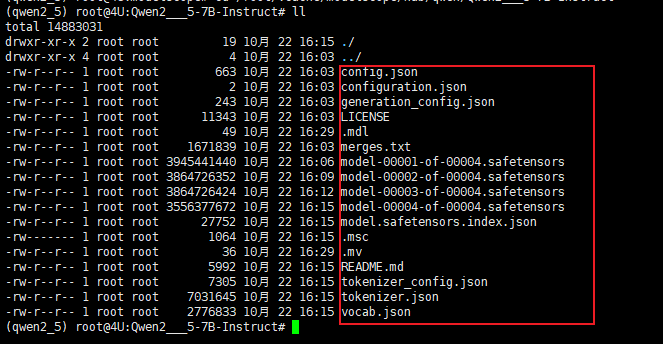 (qwen2_5) root@4U:Qwen2___5-7B-Instruct# ll
total 14883031
drwxr-xr-x 2 root root 19 10月 22 16:15 ./
drwxr-xr-x 4 root root 4 10月 22 16:03 ../
-rw-r--r-- 1 root root 663 10月 22 16:03 config.json
-rw-r--r-- 1 root root 2 10月 22 16:03 configuration.json
-rw-r--r-- 1 root root 243 10月 22 16:03 generation_config.json
-rw-r--r-- 1 root root 11343 10月 22 16:03 LICENSE
-rw-r--r-- 1 root root 49 10月 22 16:29 .mdl
-rw-r--r-- 1 root root 1671839 10月 22 16:03 merges.txt
-rw-r--r-- 1 root root 3945441440 10月 22 16:06 model-00001-of-00004.safetensors
-rw-r--r-- 1 root root 3864726352 10月 22 16:09 model-00002-of-00004.safetensors
-rw-r--r-- 1 root root 3864726424 10月 22 16:12 model-00003-of-00004.safetensors
-rw-r--r-- 1 root root 3556377672 10月 22 16:15 model-00004-of-00004.safetensors
-rw-r--r-- 1 root root 27752 10月 22 16:15 model.safetensors.index.json
-rw------- 1 root root 1064 10月 22 16:15 .msc
-rw-r--r-- 1 root root 36 10月 22 16:29 .mv
-rw-r--r-- 1 root root 5992 10月 22 16:15 README.md
-rw-r--r-- 1 root root 7305 10月 22 16:15 tokenizer_config.json
-rw-r--r-- 1 root root 7031645 10月 22 16:15 tokenizer.json
-rw-r--r-- 1 root root 2776833 10月 22 16:15 vocab.json
(qwen2_5) root@4U:Qwen2___5-7B-Instruct#